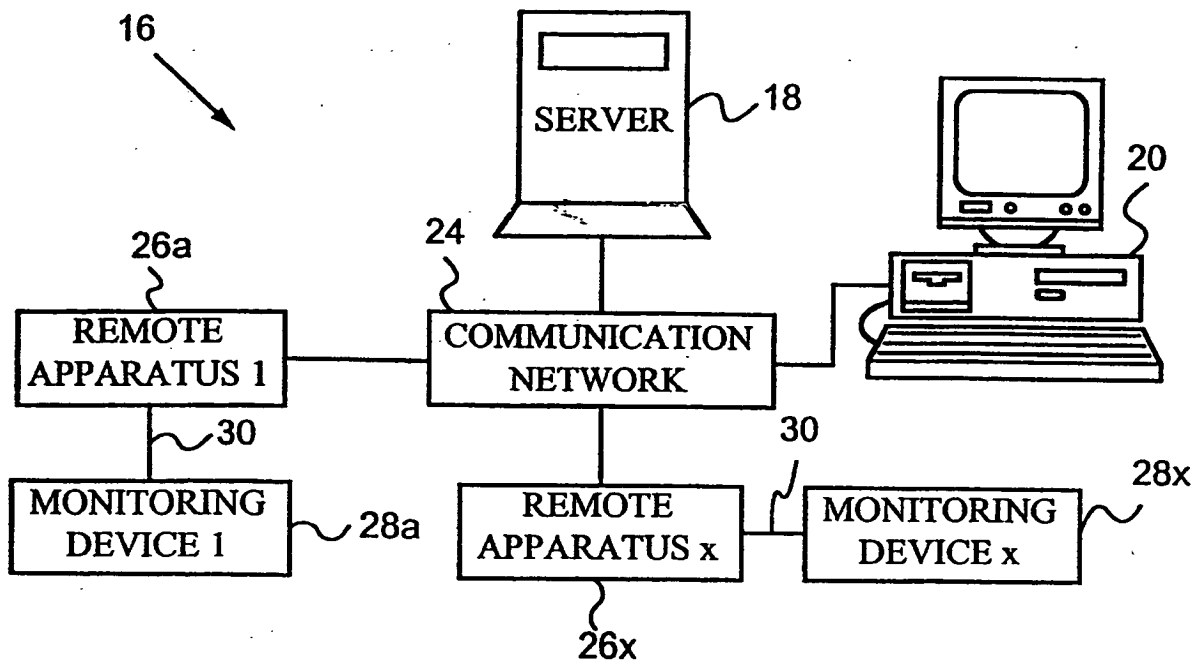 16
SERVER
18
20
24
26a
REMOTE
APPARATUS 1
COMMUNICATION
NETWORK
30
30
28x
MONITORING
DEVICE 1
28a
REMOTE
APPARATUS x
MONITORING
DEVICE x
26x